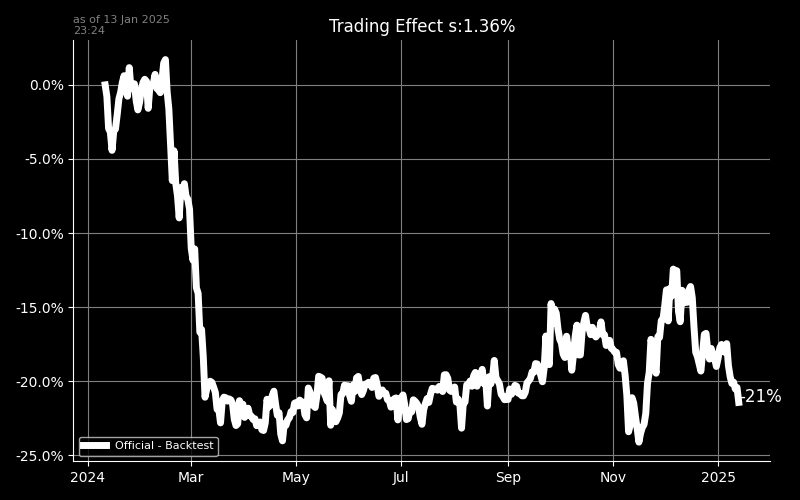 as of 13 Jan 2025
23:24
Trading Effect s:1.36%
0.0%
-5.0%
-10.0%
-15.0%
-20.0%
-25.0%
-21%
Official - Backtest
2024 Mar May Jul Sep Nov 2025